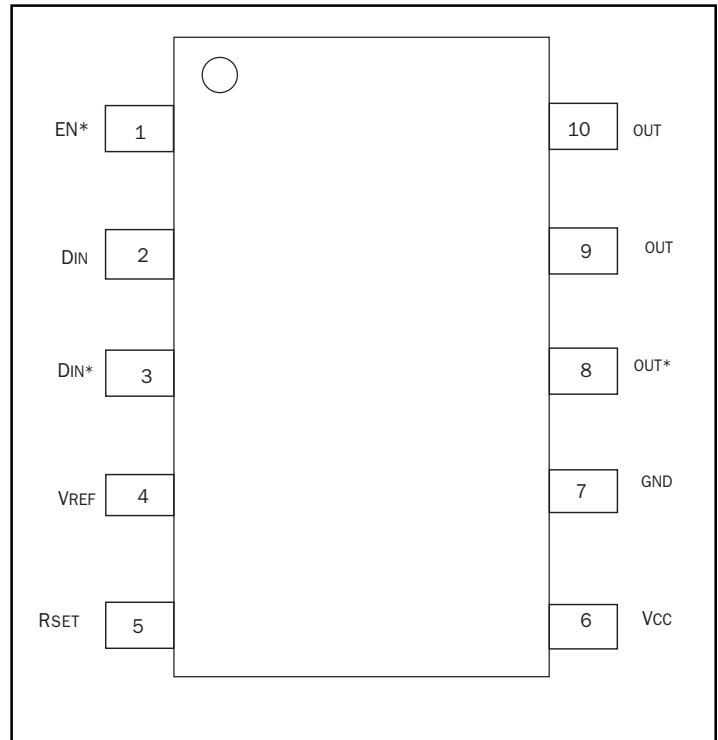 EN* 1 10 OUT
DIN 2 9 OUT
DIN* 3 8 OUT*
VREF 4 7 GND
RSET 5 6 VCC